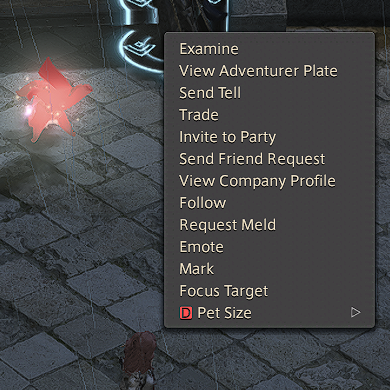 Examine
View Adventurer Plate
Send Tell
Trade
Invite to Party
Send Friend Request
View Company Profile
Follow
Request Meld
Emote
Mark
Focus Target
D Pet Size